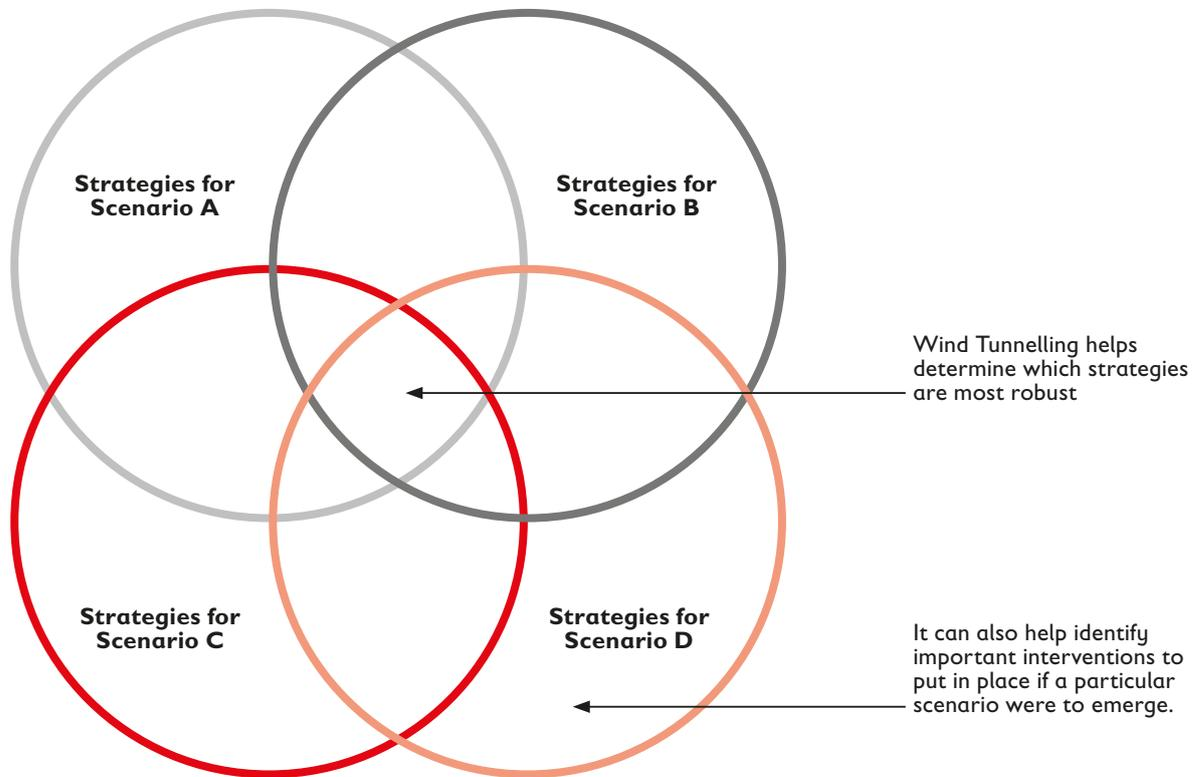 Strategies for
Scenario A
Strategies for
Scenario B
Wind Tunnelling helps
determine which strategies
are most robust
Strategies for
Scenario C
Strategies for
Scenario D
It can also help identify
important interventions to
put in place if a particular
scenario were to emerge.